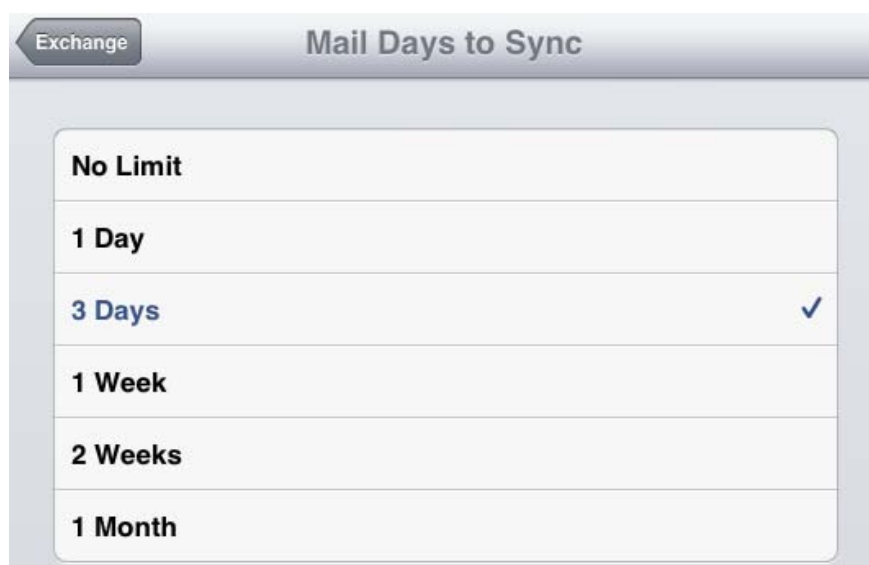 Exchange
Mail Days to Sync
No Limit
1 Day
3 Days
1 Week
2 Weeks
1 Month